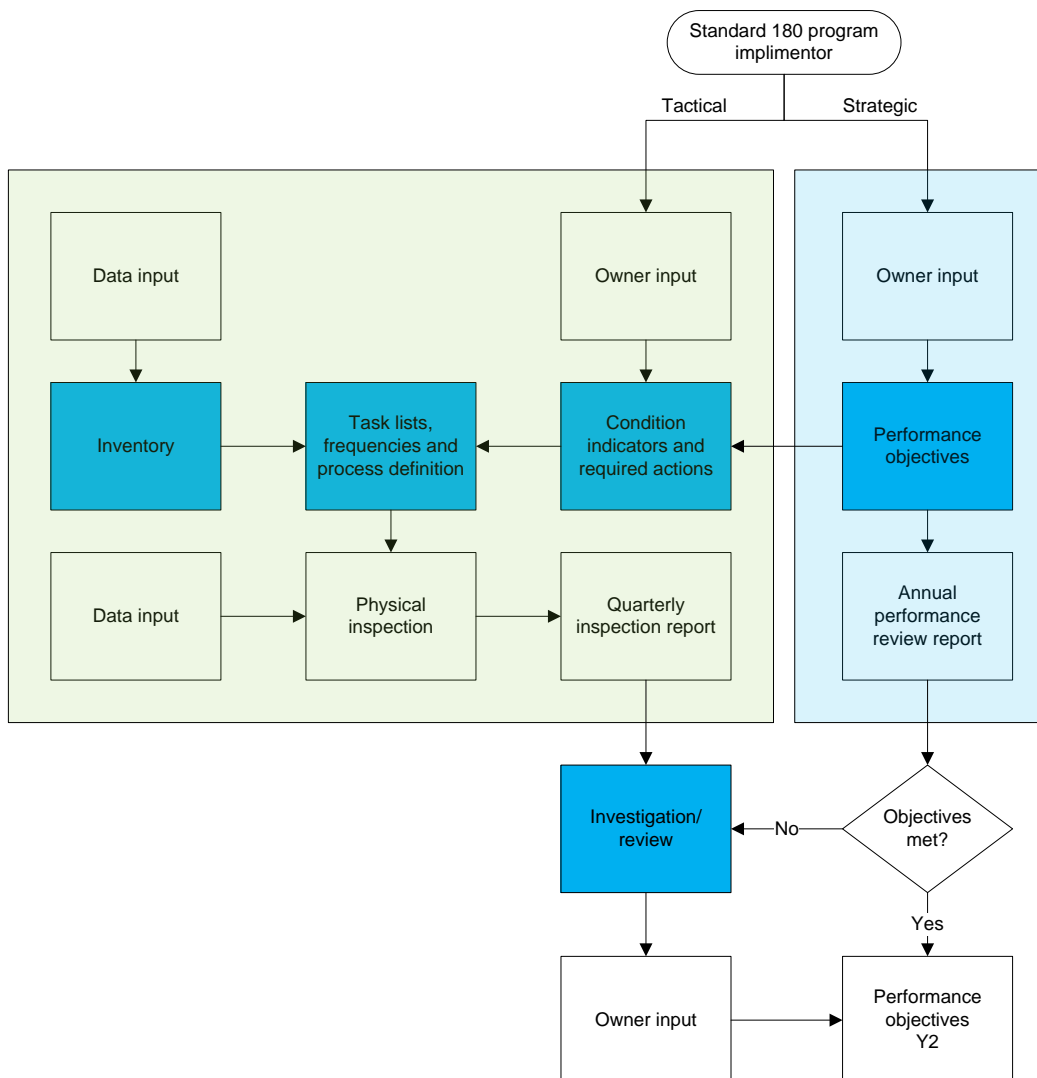 Standard 180 program
implimentor
Tactical
Strategic
Data input
Owner input
Owner input
Inventory
Task lists,
frequencies and
process definition
Condition
indicators and
required actions
Performance
objectives
Data input
Physical
inspection
Quarterly
inspection report
Annual
performance
review report
Investigation/
review
No
Objectives
met?
Yes
Owner input
Performance
objectives
Y2